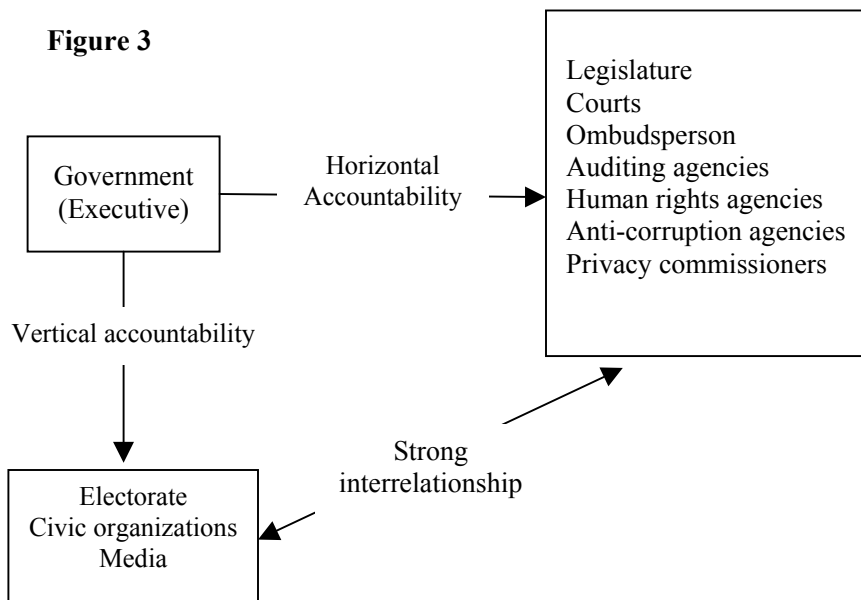 Figure 3
Government
(Executive)
Horizontal
Accountability
Legislature
Courts
Ombudsperson
Auditing agencies
Human rights agencies
Anti-corruption agencies
Privacy commissioners
Vertical accountability
Strong
interrelationship
Electorate
Civic organizations
Media